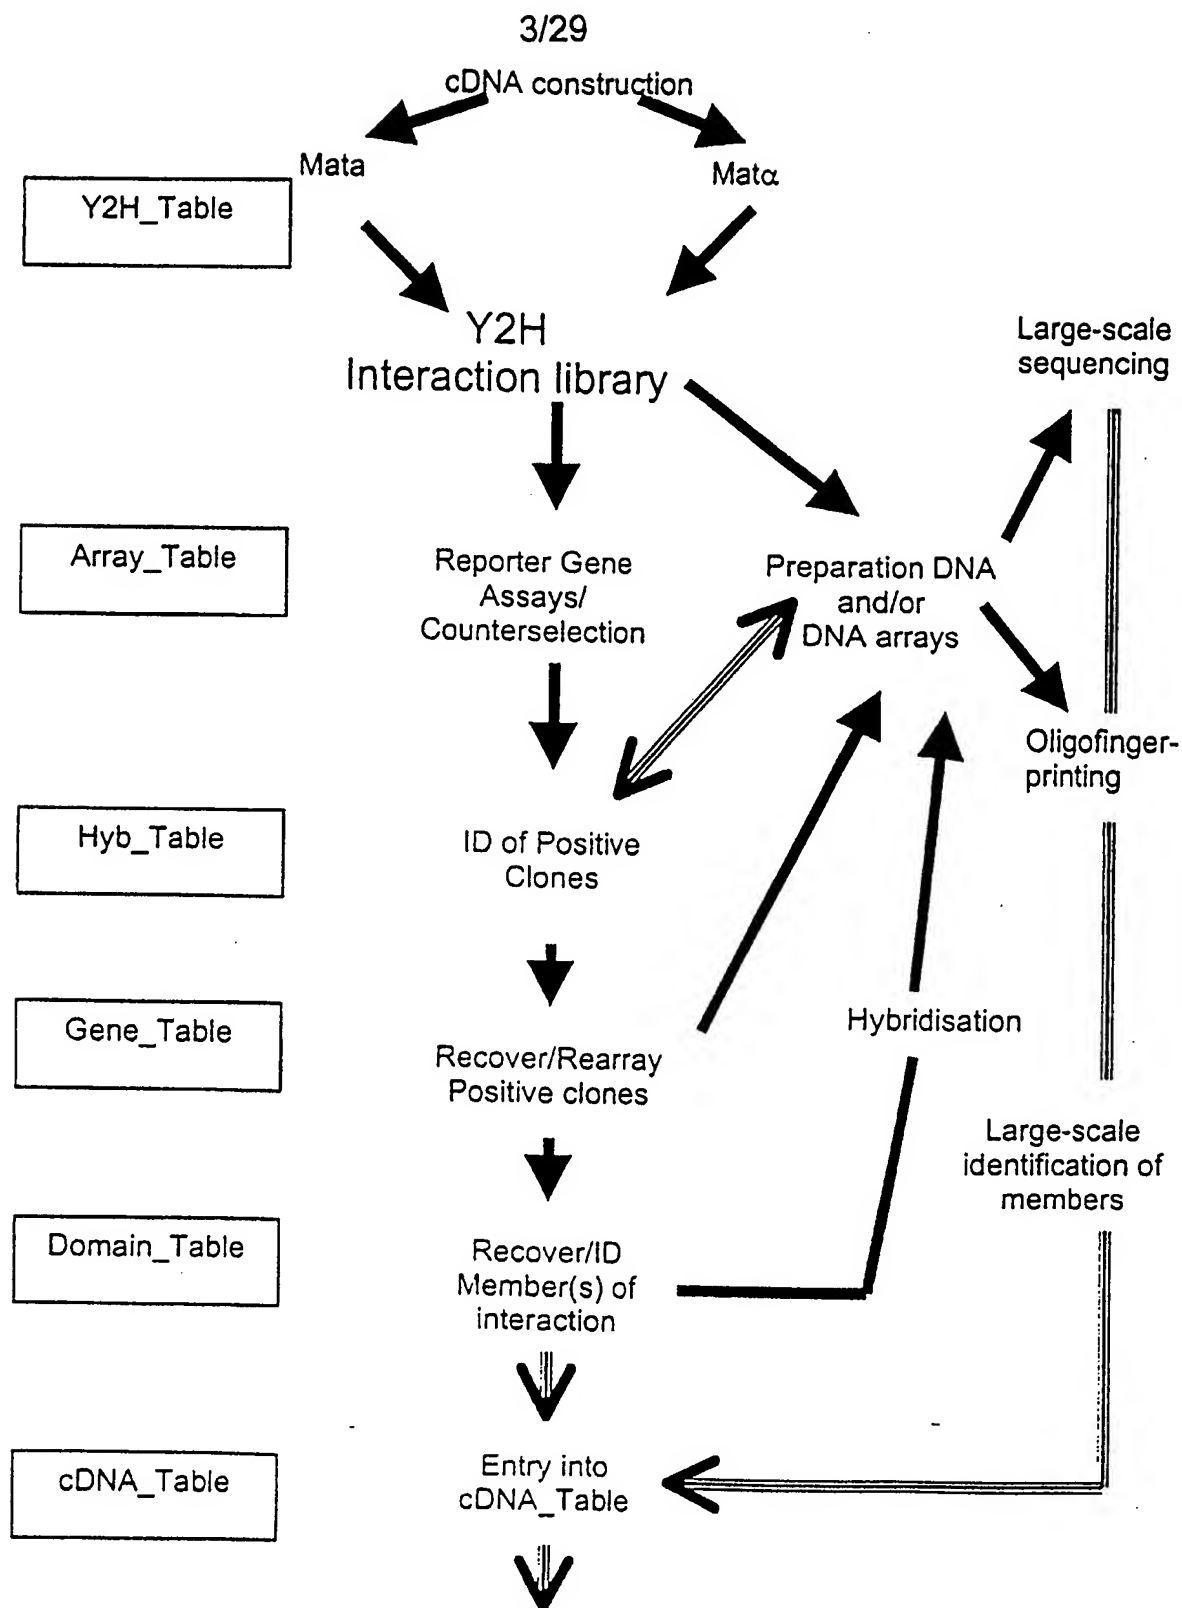 3/29
cDNA construction
Mata
Matα
Y2H_Table
Y2H
Interaction library
Large-scale
sequencing
Array_Table
Reporter Gene
Assays/
Counterselection
Preparation DNA
and/or
DNA arrays
Oligofinger-
printing
Hyb_Table
ID of Positive
Clones
Gene_Table
Hybridisation
Recover/Rearray
Positive clones
Large-scale
identification of
members
Domain_Table
Recover/ID
Member(s) of
interaction
cDNA_Table
Entry into
cDNA_Table